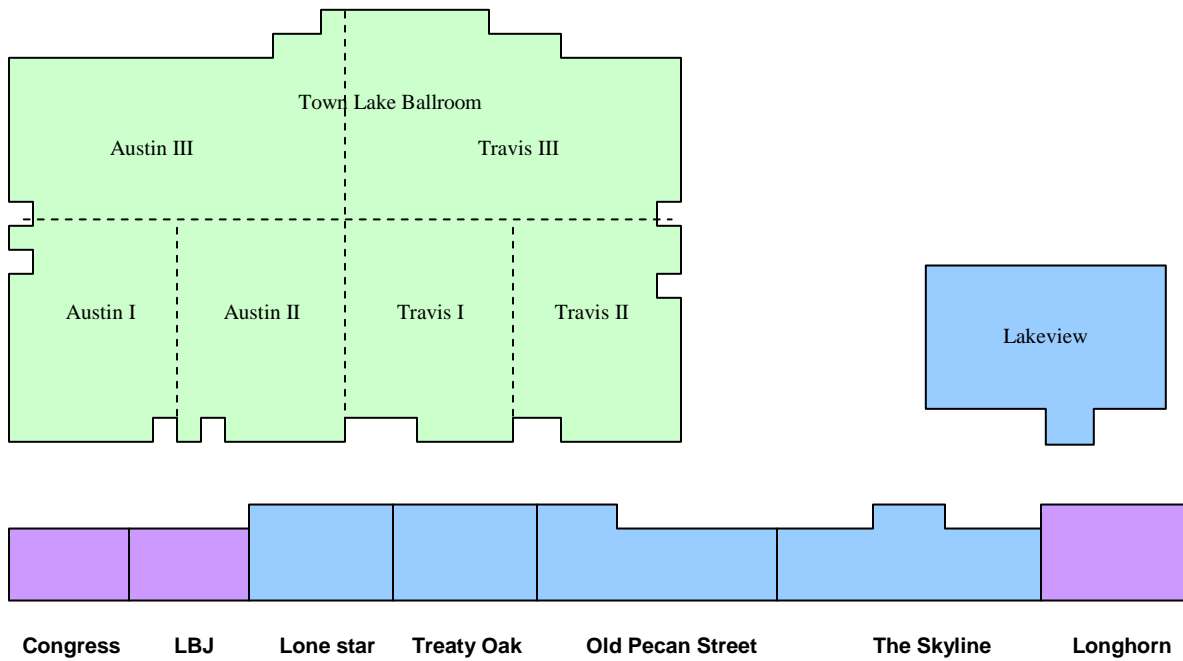 Town Lake Ballroom
Austin III
Travis III
Austin I
Austin II
Travis I
Travis II
Lakeview
Congress
LBJ
Lone star
Treaty Oak
Old Pecan Street
The Skyline
Longhorn